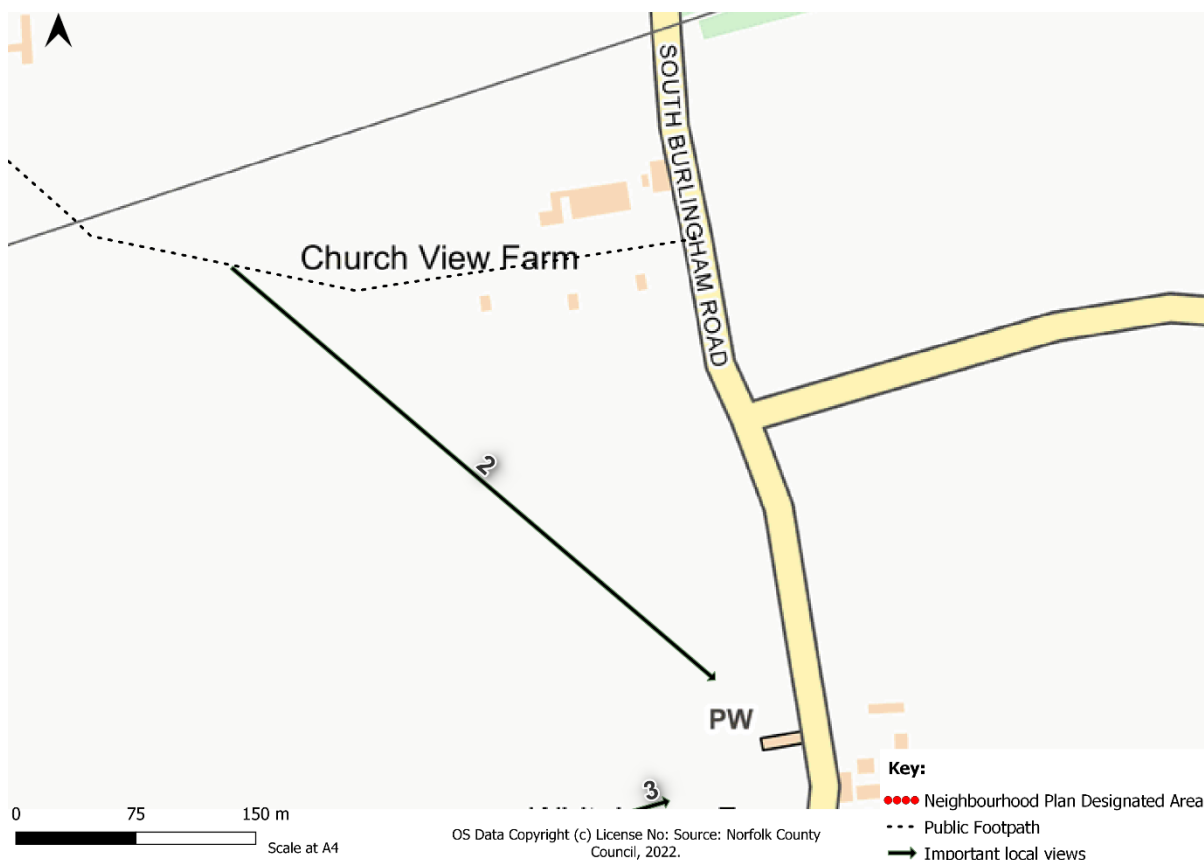 SOUTH BURLINGHAM ROAD
Church View Farm
2
PW
3
Key:
Neighbourhood Plan Designated Area
Public Footpath
Important local views
0 75 150 m
Scale at A4
OS Data Copyright (c) License No: Source: Norfolk County
Council, 2022.